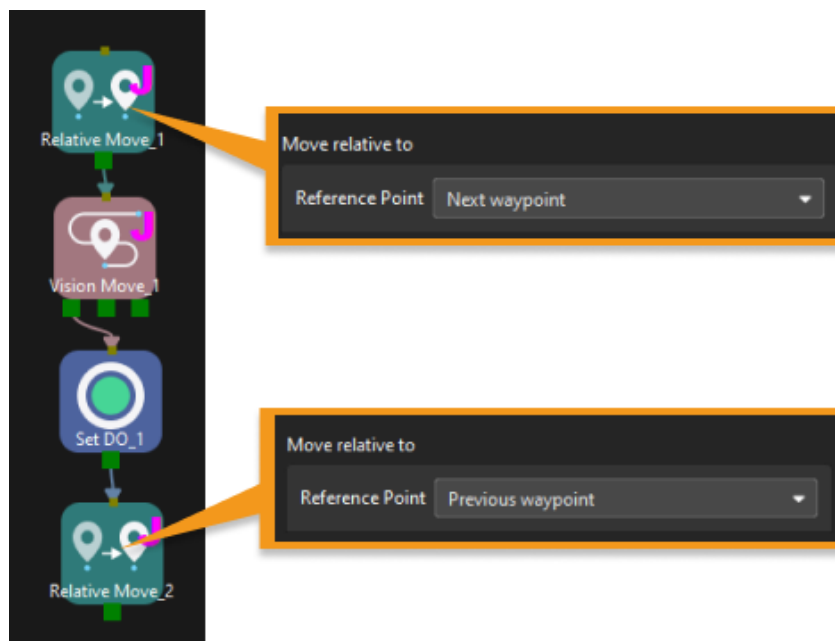 J
Relative Move_1
Move relative to
Reference Point Next waypoint
J
Vision Move_1
Set DO_1
Move relative to
Reference Point Previous waypoint
J
Relative Move_2